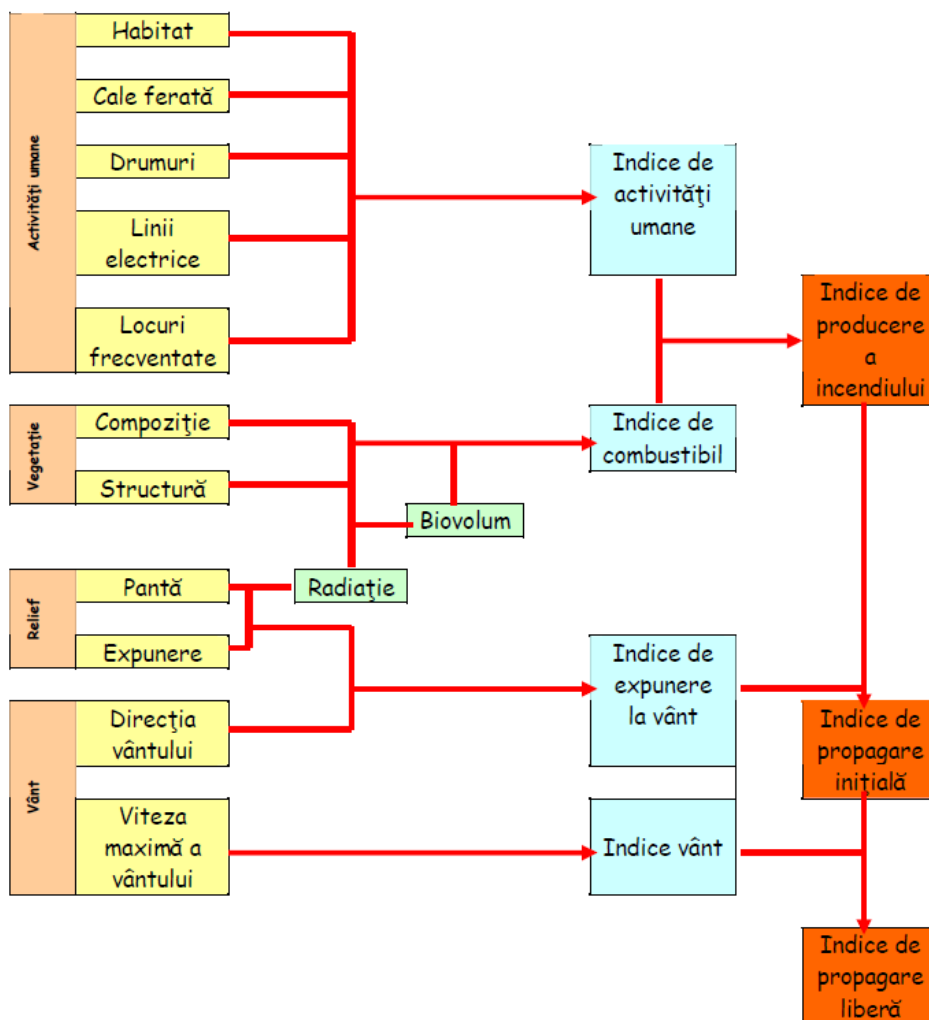 Activităţi umane
Habitat
Cale ferată
Drumuri
Linii
electrice
Locuri
frecventate
Indice de
activităţi
umane
Indice de
producere
a
incendiului
Vegetaţie
Compoziţie
Structură
Biovolum
Indice de
combustibil
Relief
Pantă
Expunere
Radiaţie
Indice de
expunere
la vânt
Vânt
Direcţia
vântului
Viteza
maximă a
vântului
Indice vânt
Indice de
propagare
iniţială
Indice de
propagare
liberă